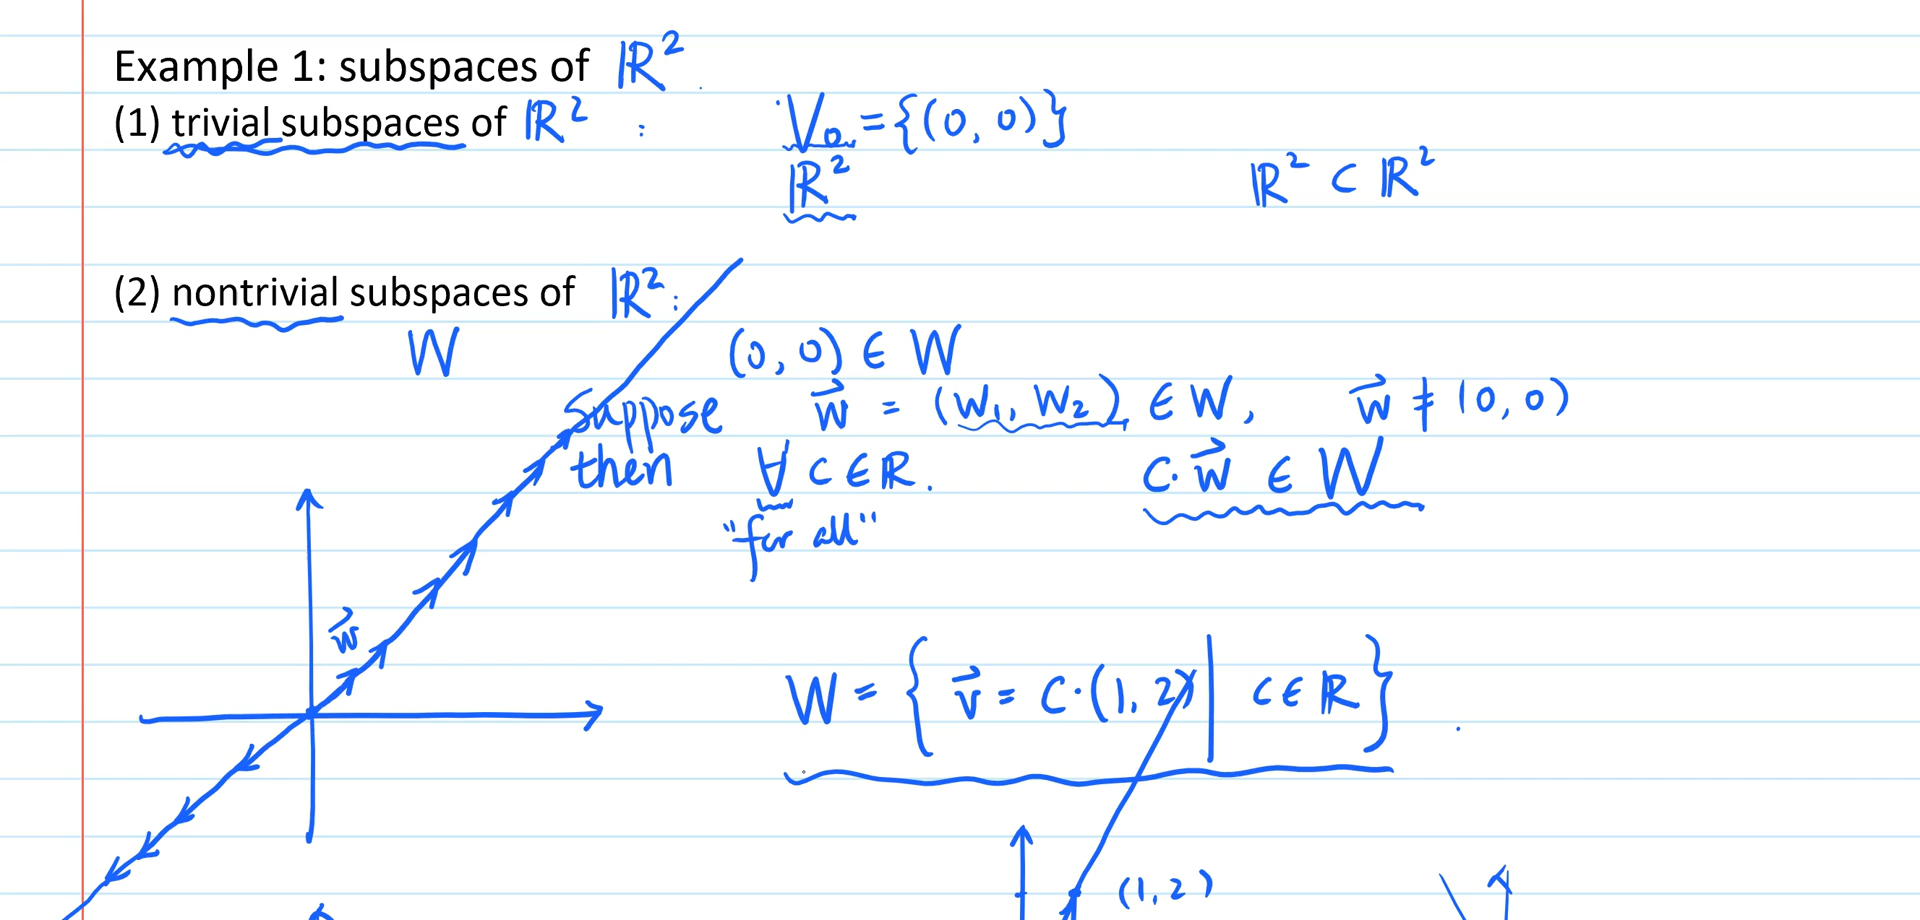 Example 1: subspaces of ℝ²
(1) trivial subspaces of ℝ² : V₀ = {(0, 0)}
ℝ²
ℝ² ⊂ ℝ²
(2) nontrivial subspaces of ℝ² :
W (0, 0) ∈ W
Suppose w⃗ = (w₁, w₂) ∈ W, w⃗ ≠ (0, 0)
then ∀ c ∈ ℝ. c·w⃗ ∈ W
"for all"
w⃗
W = { v⃗ = c·(1, 2) | c ∈ ℝ }
(1, 2)